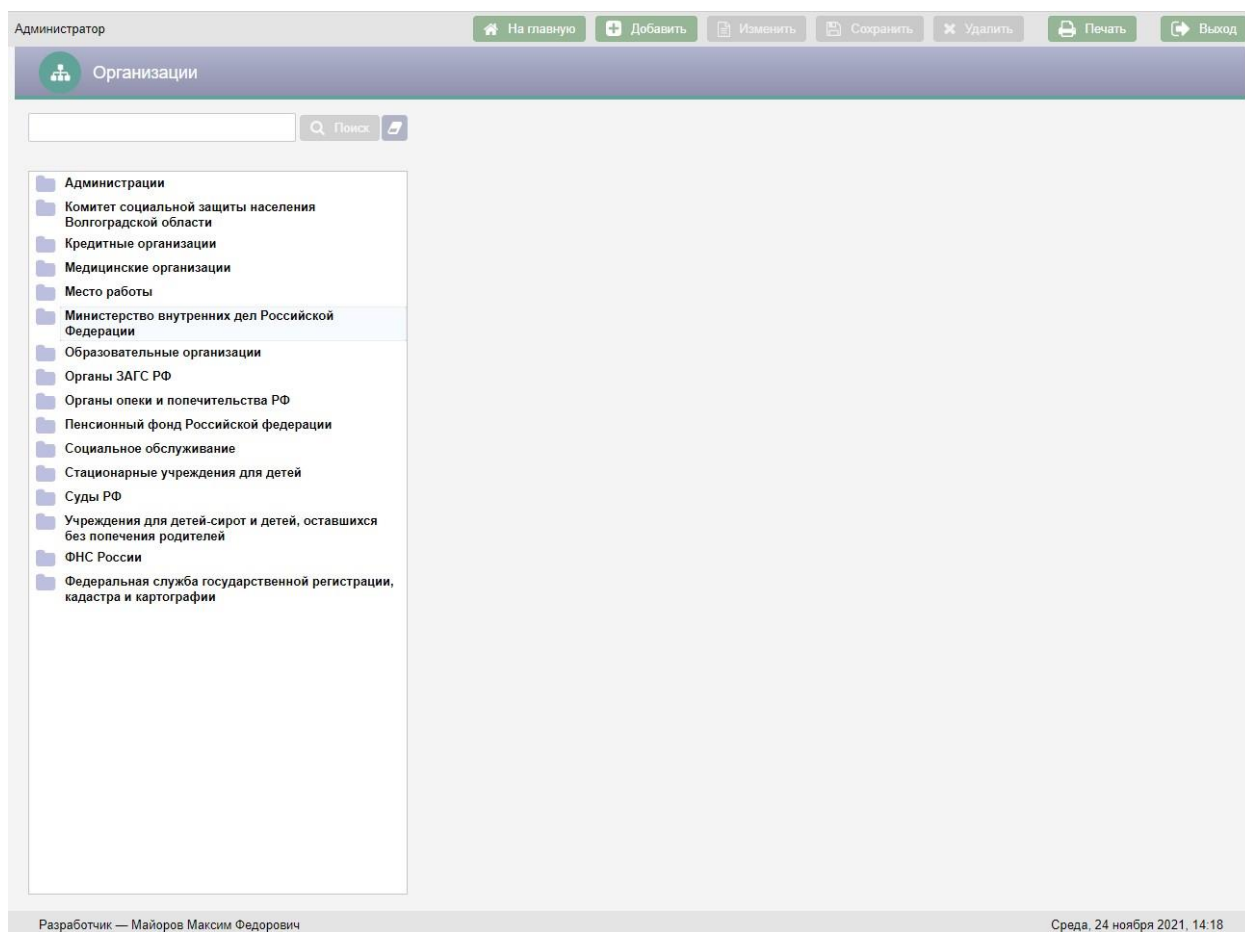 Администратор
На главную
Добавить
Изменить
Сохранить
Удалить
Печать
Выход
Организации
Поиск
Администрации
Комитет социальной защиты населения
Волгоградской области
Кредитные организации
Медицинские организации
Место работы
Министерство внутренних дел Российской
Федерации
Образовательные организации
Органы ЗАГС РФ
Органы опеки и попечительства РФ
Пенсионный фонд Российской федерации
Социальное обслуживание
Стационарные учреждения для детей
Суды РФ
Учреждения для детей-сирот и детей, оставшихся
без попечения родителей
ФНС России
Федеральная служба государственной регистрации,
кадастра и картографии
Разработчик — Майоров Максим Федорович
Среда, 24 ноября 2021, 14:18